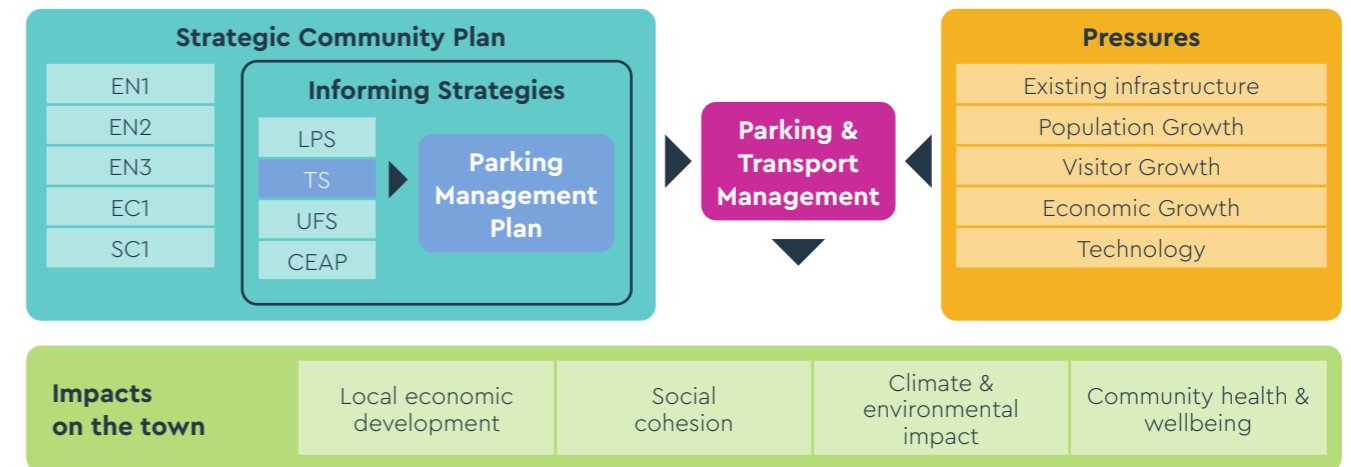 Strategic Community Plan
EN1
EN2
EN3
EC1
SC1
Informing Strategies
LPS
TS
UFS
CEAP
Parking
Management
Plan
Parking &
Transport
Management
Pressures
Existing infrastructure
Population Growth
Visitor Growth
Economic Growth
Technology
Impacts
on the town
Local economic
development
Social
cohesion
Climate &
environmental
impact
Community health &
wellbeing